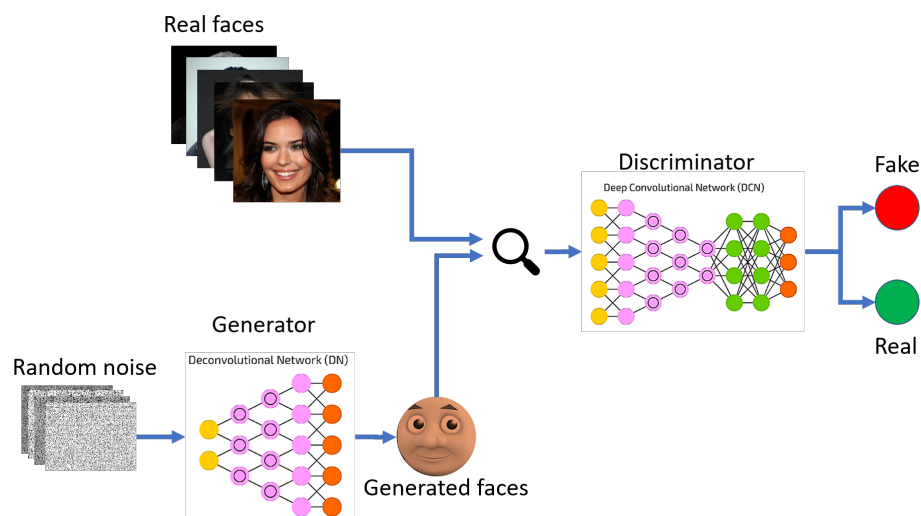 Real faces
Discriminator
Deep Convolutional Network (DCN)
Fake
Real
Generator
Deconvolutional Network (DN)
Random noise
Generated faces